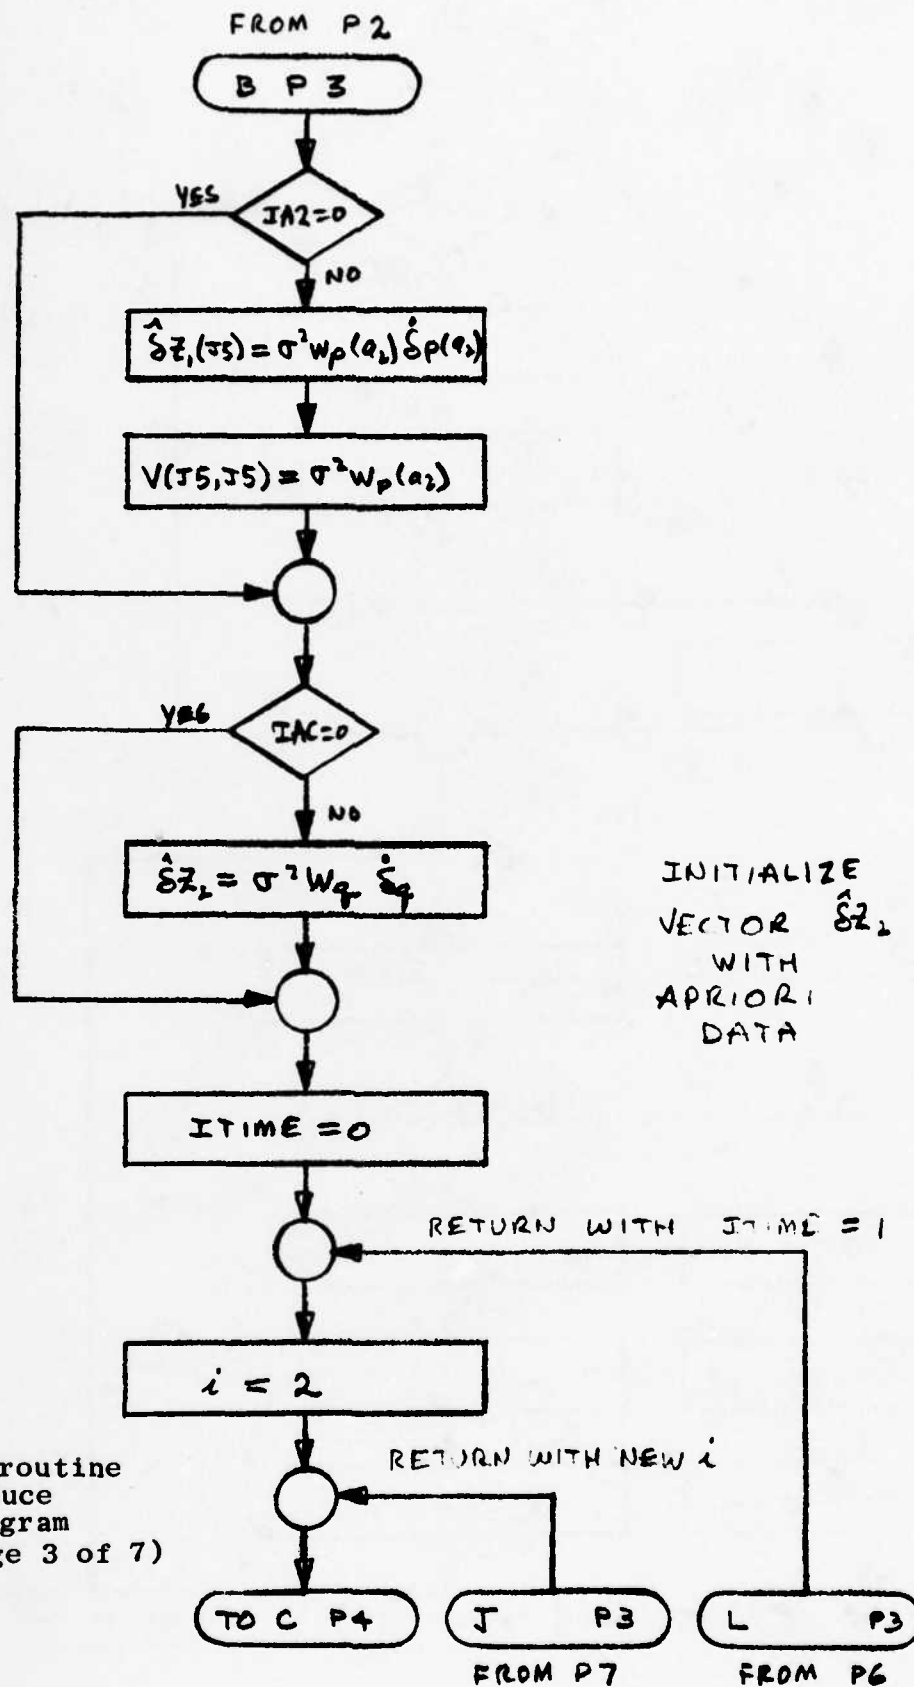 FROM P2
B P3
IA2=0
YES
NO
δ̂Z₁(J5) = σ²Wp(a₂) δ̇p(a₂)
V(J5,J5) = σ²Wp(a₂)
IAC=0
YES
NO
δ̂Z₂ = σ²Wq δ̇q
INITIALIZE
VECTOR δ̂Z₂
WITH
APRIORI
DATA
ITIME = 0
RETURN WITH ITIME = 1
i = 2
RETURN WITH NEW i
routine
uce
gram
ge 3 of 7)
TO C P4
J P3
L P3
FROM P7
FROM P6